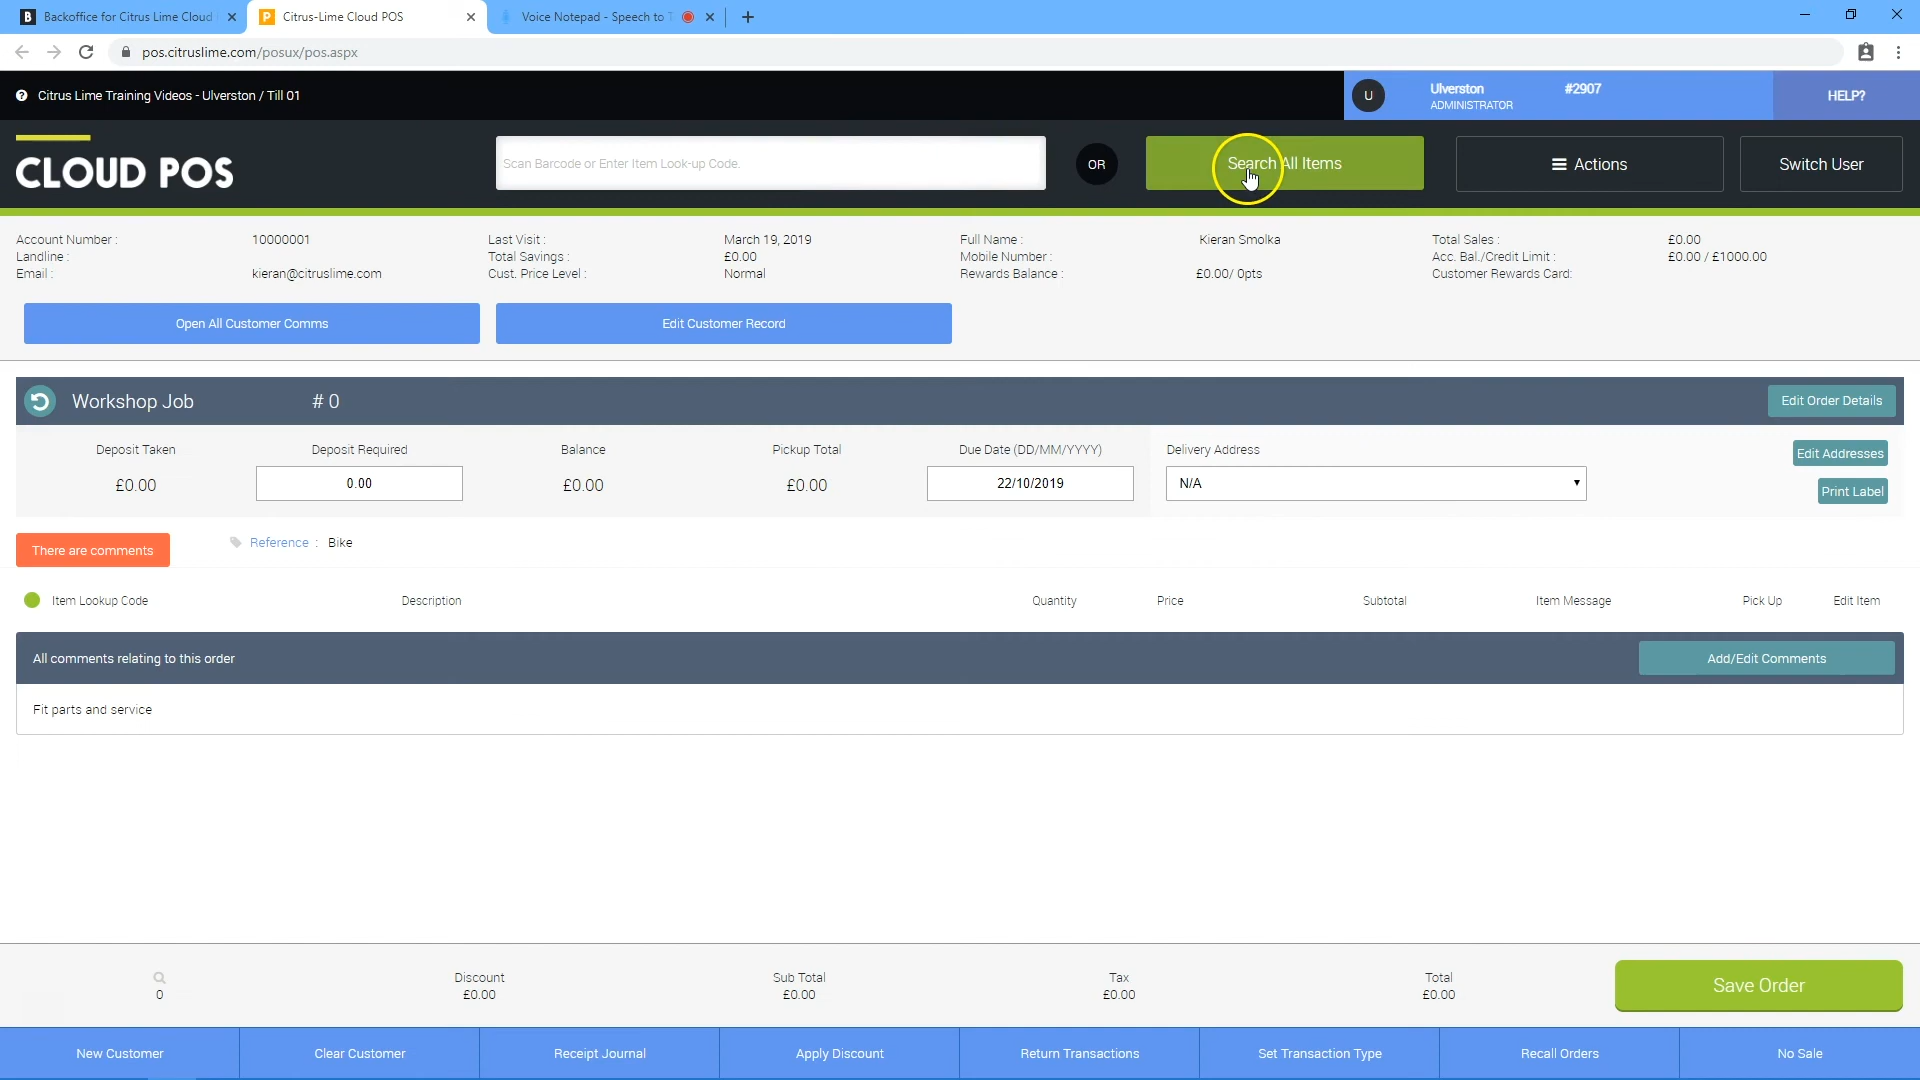 Backoffice for Citrus Lime Cloud
Citrus-Lime Cloud POS
Voice Notepad - Speech to T
pos.citruslime.com/posux/pos.aspx
Citrus Lime Training Videos - Ulverston / Till 01
U
Ulverston
#2907
ADMINISTRATOR
HELP?
CLOUD POS
Scan Barcode or Enter Item Look-up Code.
OR
Search All Items
Actions
Switch User
Account Number : 10000001
Last Visit : March 19, 2019
Full Name : Kieran Smolka
Total Sales : £0.00
Landline :
Total Savings : £0.00
Mobile Number :
Acc. Bal./Credit Limit : £0.00 / £1000.00
Email : kieran@citruslime.com
Cust. Price Level : Normal
Rewards Balance : £0.00/ 0pts
Customer Rewards Card:
Open All Customer Comms
Edit Customer Record
Workshop Job # 0
Edit Order Details
Deposit Taken
Deposit Required
Balance
Pickup Total
Due Date (DD/MM/YYYY)
Delivery Address
Edit Addresses
£0.00
0.00
£0.00
£0.00
22/10/2019
N/A
Print Label
There are comments
Reference : Bike
Item Lookup Code
Description
Quantity
Price
Subtotal
Item Message
Pick Up
Edit Item
All comments relating to this order
Add/Edit Comments
Fit parts and service
0
Discount
£0.00
Sub Total
£0.00
Tax
£0.00
Total
£0.00
Save Order
New Customer
Clear Customer
Receipt Journal
Apply Discount
Return Transactions
Set Transaction Type
Recall Orders
No Sale